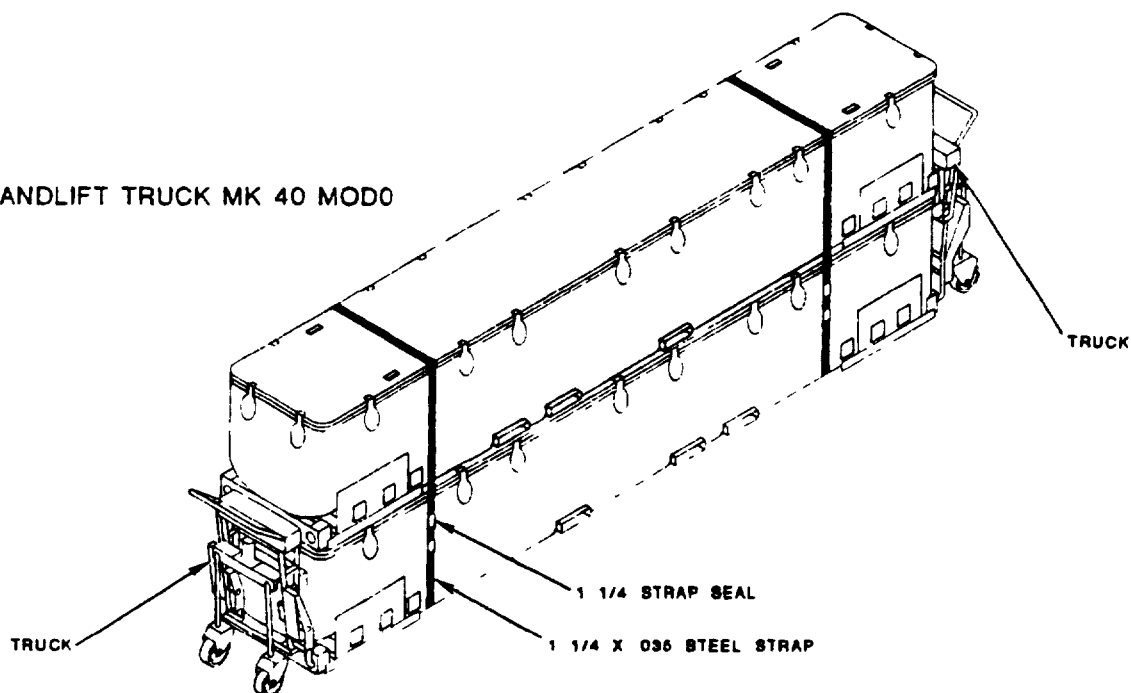 ANDLIFT TRUCK MK 40 MOD0
TRUCK
1 1/4 STRAP SEAL
1 1/4 X 035 STEEL STRAP
TRUCK